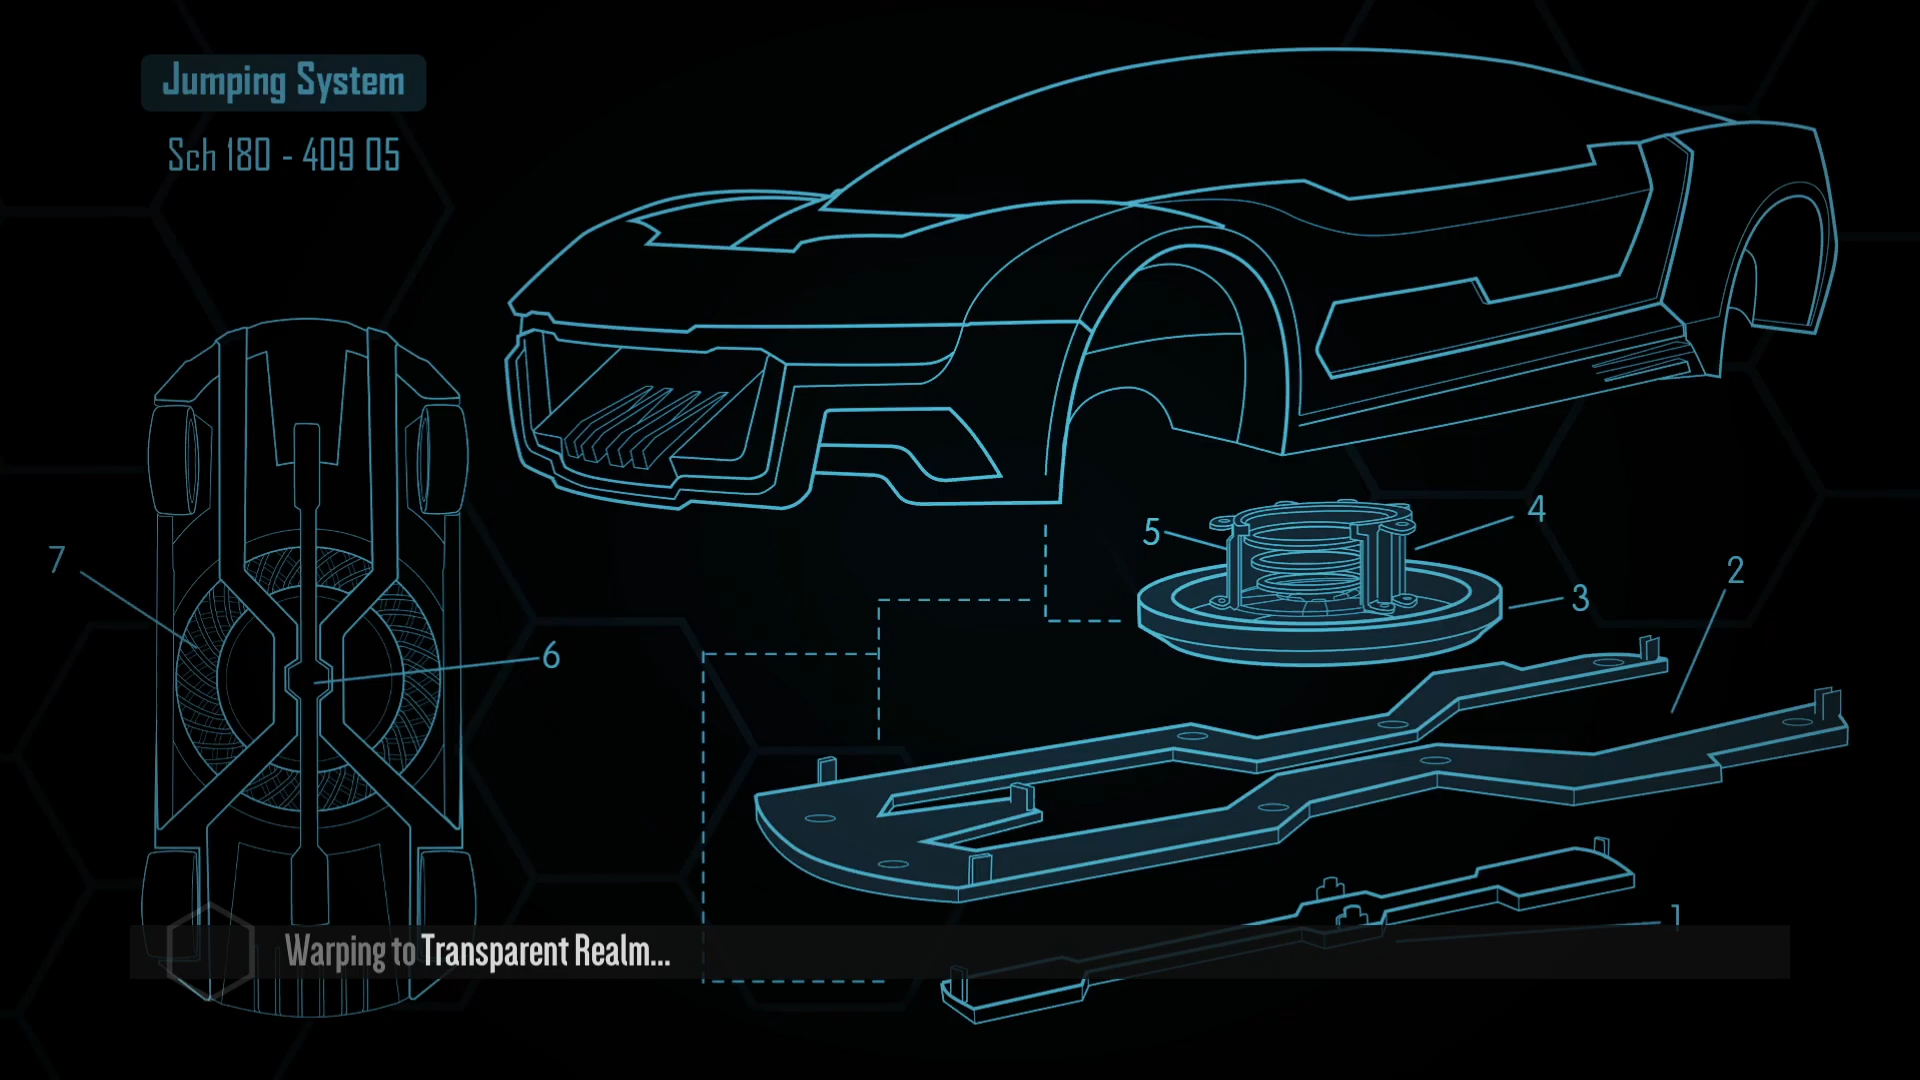 Jumping System
Sch 180 - 409 05
5
4
2
3
7
6
1
Warping to Transparent Realm...